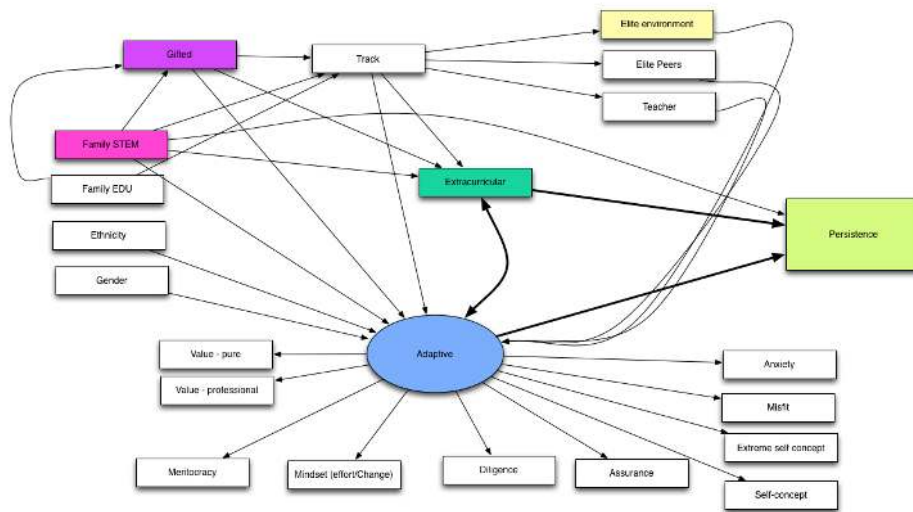 Elite environment
Gifted
Track
Elite Peers
Teacher
Family STEM
Extracurricular
Family EDU
Ethnicity
Persistence
Gender
Value - pure
Adaptive
Anxiety
Value - professional
Misfit
Meritocracy
Mindset (effort/Change)
Diligence
Assurance
Extreme self concept
Self-concept